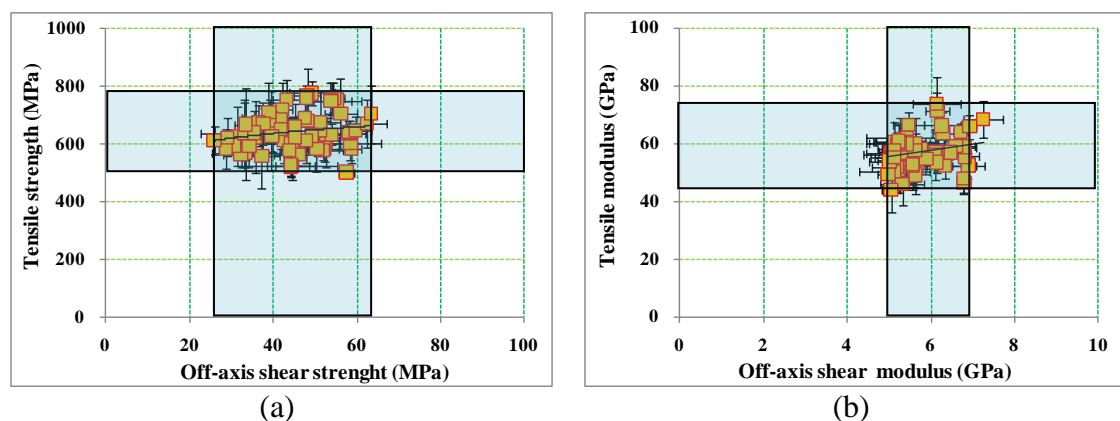 1000
800
600
400
200
0
Tensile strength (MPa)
0 20 40 60 80 100
Off-axis shear strenght (MPa)
(a)
100
80
60
40
20
0
Tensile modulus (GPa)
0 2 4 6 8 10
Off-axis shear modulus (GPa)
(b)